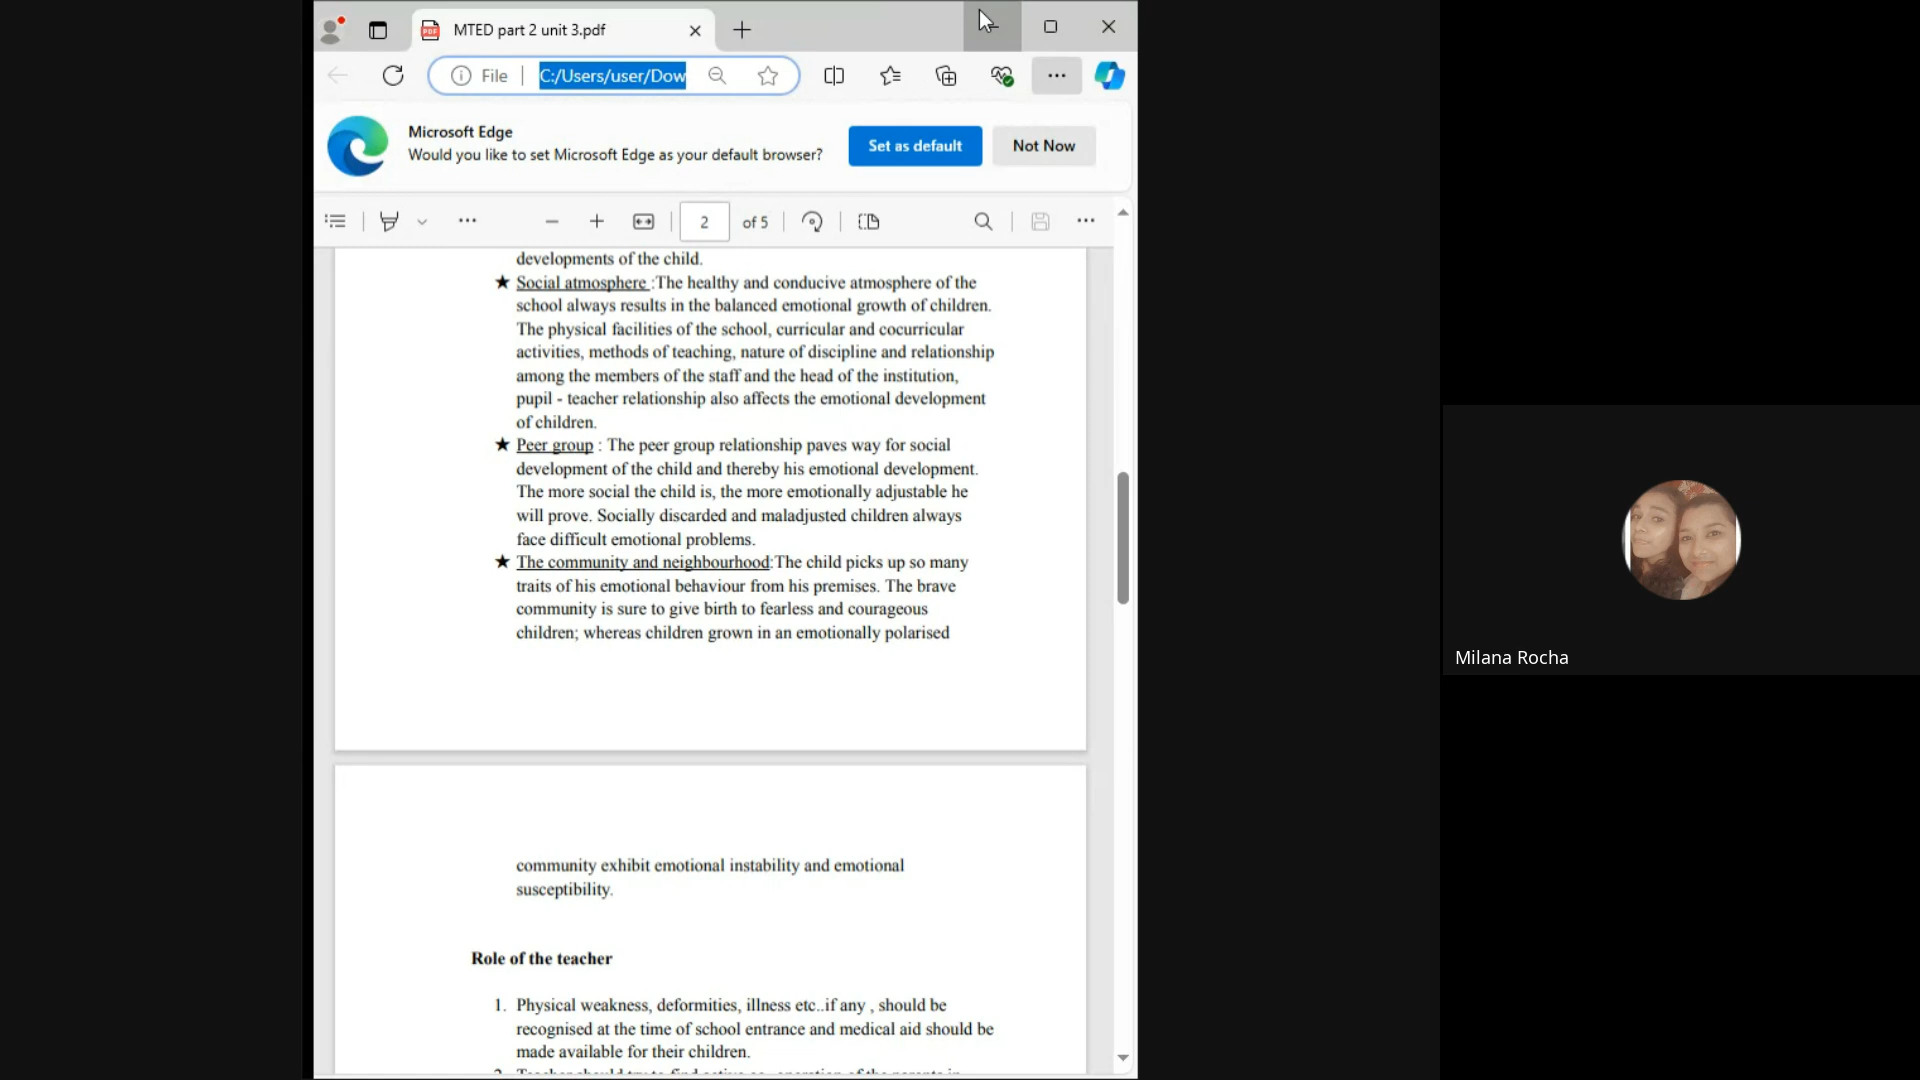 MTED part 2 unit 3.pdf
File
C:/Users/user/Dow
Microsoft Edge
Would you like to set Microsoft Edge as your default browser?
Set as default
Not Now
2 of 5
developments of the child.
★ Social atmosphere :The healthy and conducive atmosphere of the
school always results in the balanced emotional growth of children.
The physical facilities of the school, curricular and cocurricular
activities, methods of teaching, nature of discipline and relationship
among the members of the staff and the head of the institution,
pupil - teacher relationship also affects the emotional development
of children.
★ Peer group : The peer group relationship paves way for social
development of the child and thereby his emotional development.
The more social the child is, the more emotionally adjustable he
will prove. Socially discarded and maladjusted children always
face difficult emotional problems.
★ The community and neighbourhood:The child picks up so many
traits of his emotional behaviour from his premises. The brave
community is sure to give birth to fearless and courageous
children; whereas children grown in an emotionally polarised
community exhibit emotional instability and emotional
susceptibility.
Role of the teacher
1. Physical weakness, deformities, illness etc..if any , should be
recognised at the time of school entrance and medical aid should be
made available for their children.
Milana Rocha